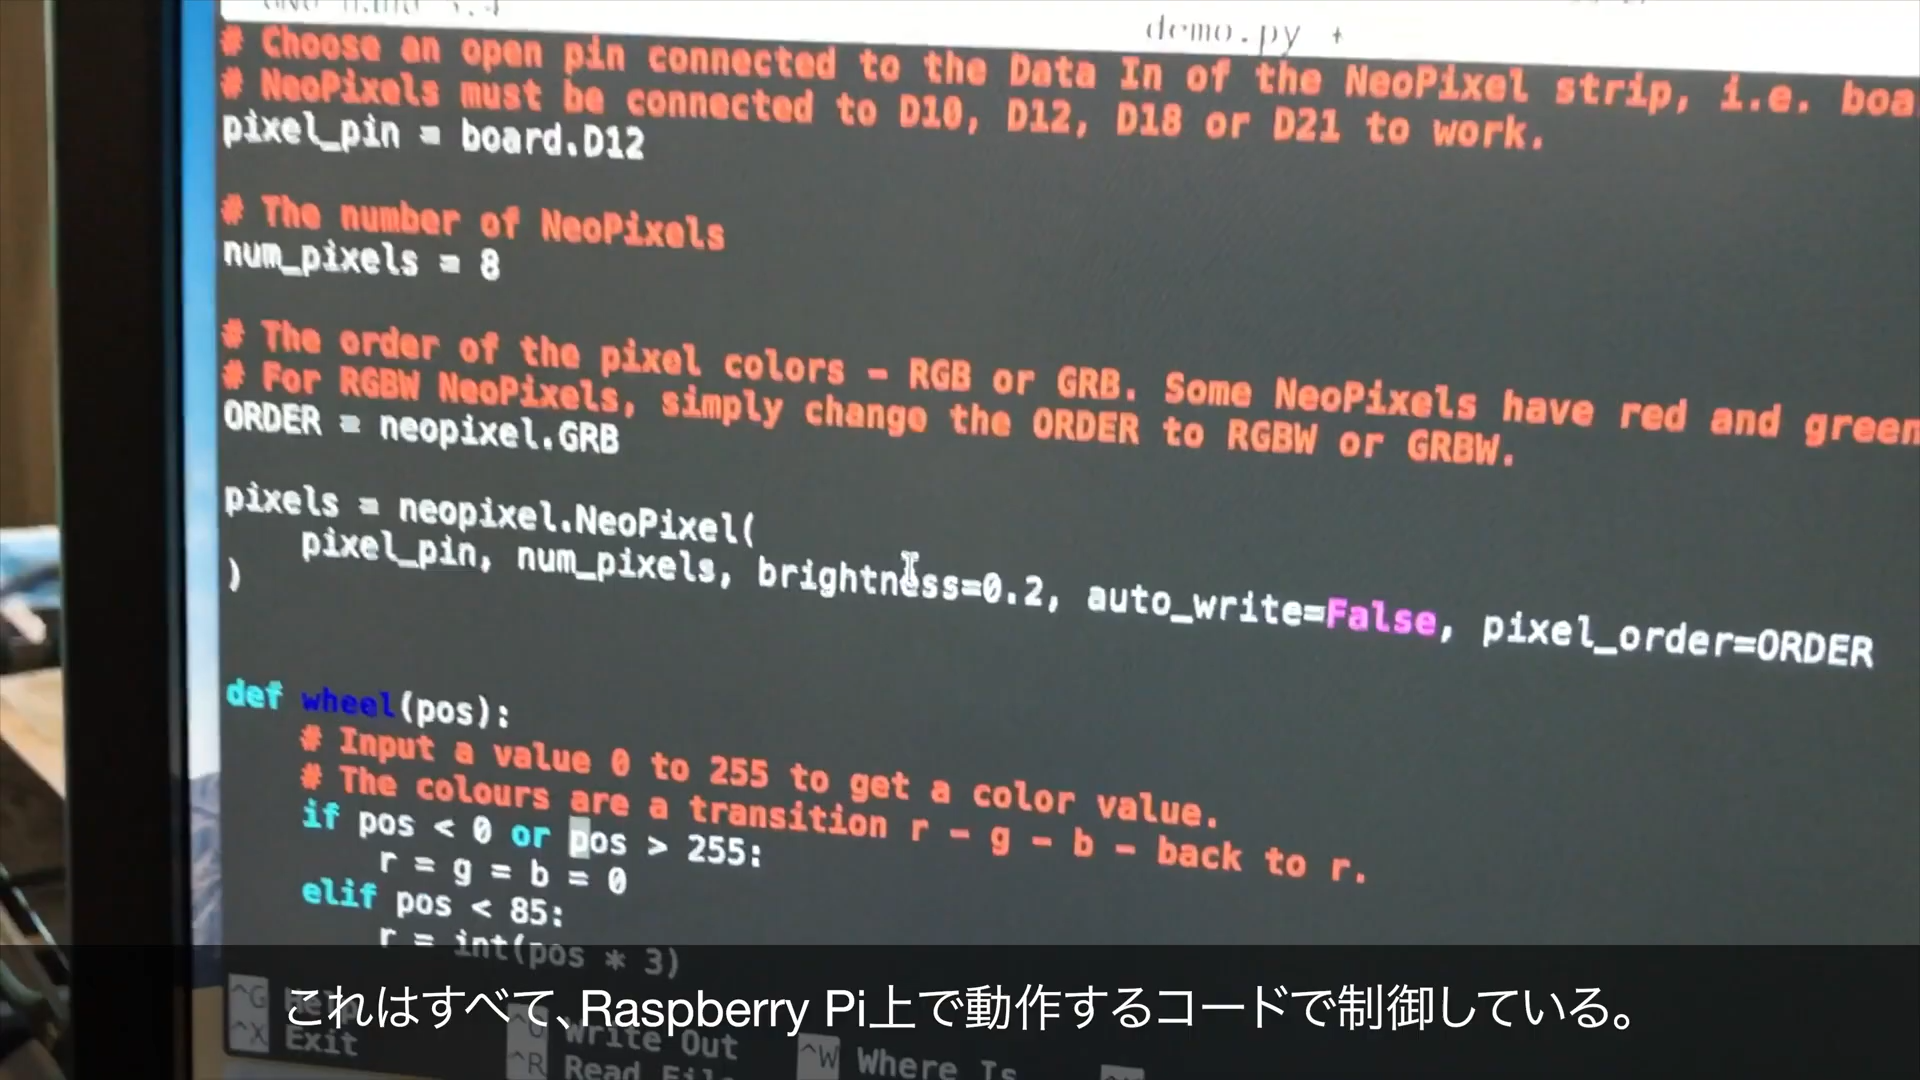 demo.py
# Choose an open pin connected to the Data In of the NeoPixel strip, i.e. boa
# NeoPixels must be connected to D10, D12, D18 or D21 to work.
pixel_pin = board.D12
# The number of NeoPixels
num_pixels = 8
# The order of the pixel colors - RGB or GRB. Some NeoPixels have red and green
# For RGBW NeoPixels, simply change the ORDER to RGBW or GRBW.
ORDER = neopixel.GRB
pixels = neopixel.NeoPixel(
pixel_pin, num_pixels, brightness=0.2, auto_write=False, pixel_order=ORDER
)
def wheel(pos):
# Input a value 0 to 255 to get a color value.
# The colours are a transition r - g - b - back to r.
if pos < 0 or pos > 255:
r = g = b = 0
elif pos < 85:
r = int(pos * 3)
これはすべて、Raspberry Pi上で動作するコードで制御している。
^G
^X Exit
Write Out
^R Read
^W Where Is